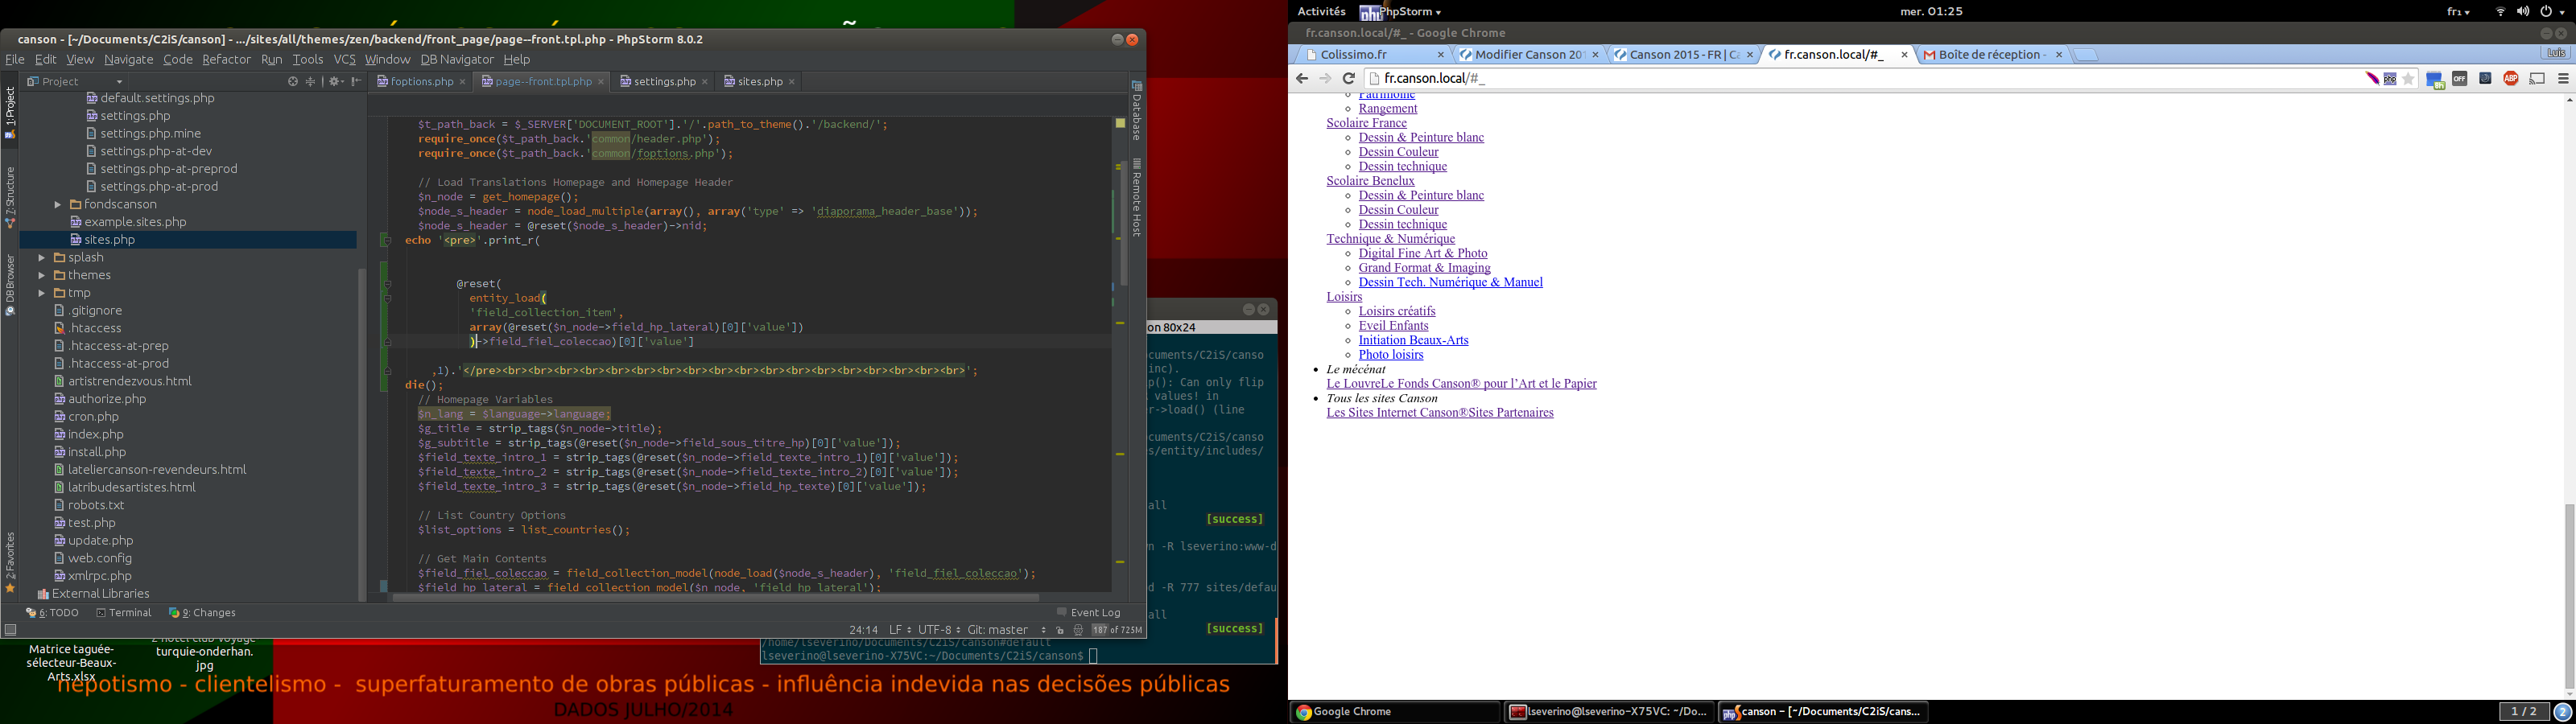 canson - [~/Documents/C2iS/canson] - .../sites/all/themes/zen/backend/front_page/page--front.tpl.php - PhpStorm 8.0.2
File Edit View Navigate Code Refactor Run Tools VCS Window DB Navigator Help
Project
foptions.php
page--front.tpl.php
settings.php
sites.php
1: Project
7: Structure
DB Browser
2: Favorites
default.settings.php
settings.php
settings.php.mine
settings.php-at-dev
settings.php-at-preprod
settings.php-at-prod
fondscanson
example.sites.php
sites.php
splash
themes
tmp
.gitignore
.htaccess
.htaccess-at-prep
.htaccess-at-prod
artistrendezvous.html
authorize.php
cron.php
index.php
install.php
lateliercanson-revendeurs.html
latribudesartistes.html
robots.txt
test.php
update.php
web.config
xmlrpc.php
External Libraries
$t_path_back = $_SERVER['DOCUMENT_ROOT'].'/'.path_to_theme().'/backend/';
require_once($t_path_back.'common/header.php');
require_once($t_path_back.'common/foptions.php');
// Load Translations Homepage and Homepage Header
$n_node = get_homepage();
$node_s_header = node_load_multiple(array(), array('type' => 'diaporama_header_base'));
$node_s_header = @reset($node_s_header)->nid;
echo '<pre>'.print_r(
@reset(
entity_load(
'field_collection_item',
array(@reset($n_node->field_hp_lateral)[0]['value'])
)->field_fiel_coleccao)[0]['value']
,1).'</pre><br><br><br><br><br><br><br><br><br><br><br><br><br><br><br><br><br><br>';
die();
// Homepage Variables
$n_lang = $language->language;
$g_title = strip_tags($n_node->title);
$g_subtitle = strip_tags(@reset($n_node->field_sous_titre_hp)[0]['value']);
$field_texte_intro_1 = strip_tags(@reset($n_node->field_texte_intro_1)[0]['value']);
$field_texte_intro_2 = strip_tags(@reset($n_node->field_texte_intro_2)[0]['value']);
$field_texte_intro_3 = strip_tags(@reset($n_node->field_hp_texte)[0]['value']);
// List Country Options
$list_options = list_countries();
// Get Main Contents
$field_fiel_coleccao = field_collection_model(node_load($node_s_header), 'field_fiel_coleccao');
$field_hp_lateral = field_collection_model($n_node, 'field_hp_lateral');
Database
Remote Host
6: TODO Terminal 9: Changes Event Log
24:14 LF UTF-8 Git: master 187 of 725M
on 80x24
cuments/C2iS/canso
inc).
p(): Can only flip
values! in
er->load() (line
cuments/C2iS/canso
s/entity/includes/
all
[success]
n -R lseverino:www-d
od -R 777 sites/defau
all
[success]
/home/lseverino/Documents/C2iS/canson#default
lseverino@lseverino-X75VC:~/Documents/C2iS/canson$
Matrice taguée-
sélecteur-Beaux-
Arts.xlsx
turquie-onderhan.
jpg
nepotismo - clientelismo - superfaturamento de obras públicas - influência indevida nas decisões públicas
DADOS JULHO/2014
Activités PhpStorm mer. 01:25 fr1
fr.canson.local/#_ - Google Chrome
Colissimo.fr
Modifier Canson 201
Canson 2015 - FR | Ca
fr.canson.local/#_
Boîte de réception -
Luis
fr.canson.local/#_
Patrimoine
Rangement
Scolaire France
Dessin & Peinture blanc
Dessin Couleur
Dessin technique
Scolaire Benelux
Dessin & Peinture blanc
Dessin Couleur
Dessin technique
Technique & Numérique
Digital Fine Art & Photo
Grand Format & Imaging
Dessin Tech. Numérique & Manuel
Loisirs
Loisirs créatifs
Eveil Enfants
Initiation Beaux-Arts
Photo loisirs
Le mécénat
Le LouvreLe Fonds Canson® pour l'Art et le Papier
Tous les sites Canson
Les Sites Internet Canson®Sites Partenaires
Google Chrome
lseverino@lseverino-X75VC: ~/Do...
canson - [~/Documents/C2iS/cans...
1 / 2
2